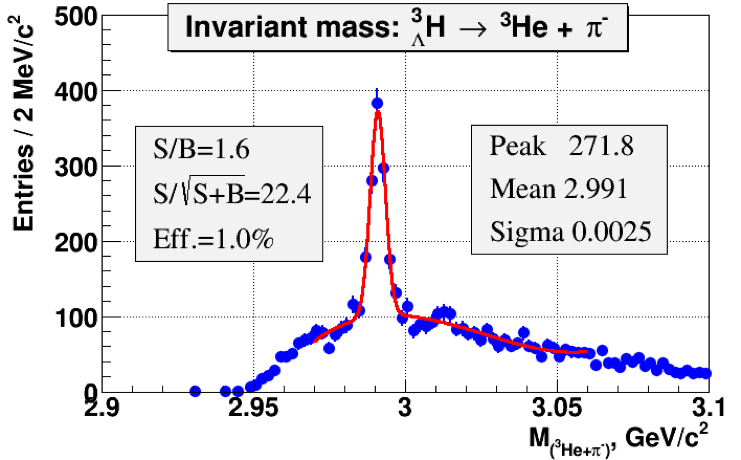 Invariant mass: ³ΛH → ³He + π⁻
Entries / 2 MeV/c²
500
400
300
200
100
0
S/B=1.6
S/√S+B=22.4
Eff.=1.0%
Peak 271.8
Mean 2.991
Sigma 0.0025
2.9 2.95 3 3.05 3.1
M(³He+π⁻), GeV/c²